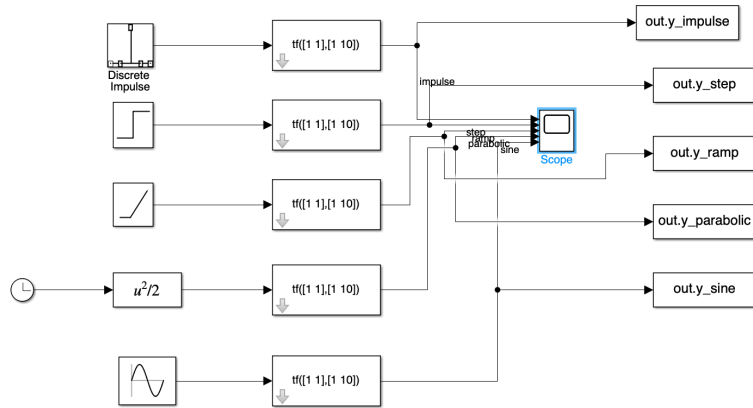 out.y_impulse
tf([1 1],[1 10])
Discrete
Impulse
impulse
out.y_step
tf([1 1],[1 10])
step
ramp
parabolic
sine
Scope
out.y_ramp
tf([1 1],[1 10])
out.y_parabolic
u²/2
tf([1 1],[1 10])
out.y_sine
tf([1 1],[1 10])